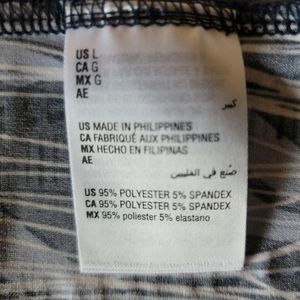 US L
CA G
MX G
AE
كبير
US MADE IN PHILIPPINES
CA FABRIQUÉ AUX PHILIPPINES
MX HECHO EN FILIPINAS
AE
صُنع في الفلبين
US 95% POLYESTER 5% SPANDEX
CA 95% POLYESTER 5% SPANDEX
MX 95% poliester 5% elastano